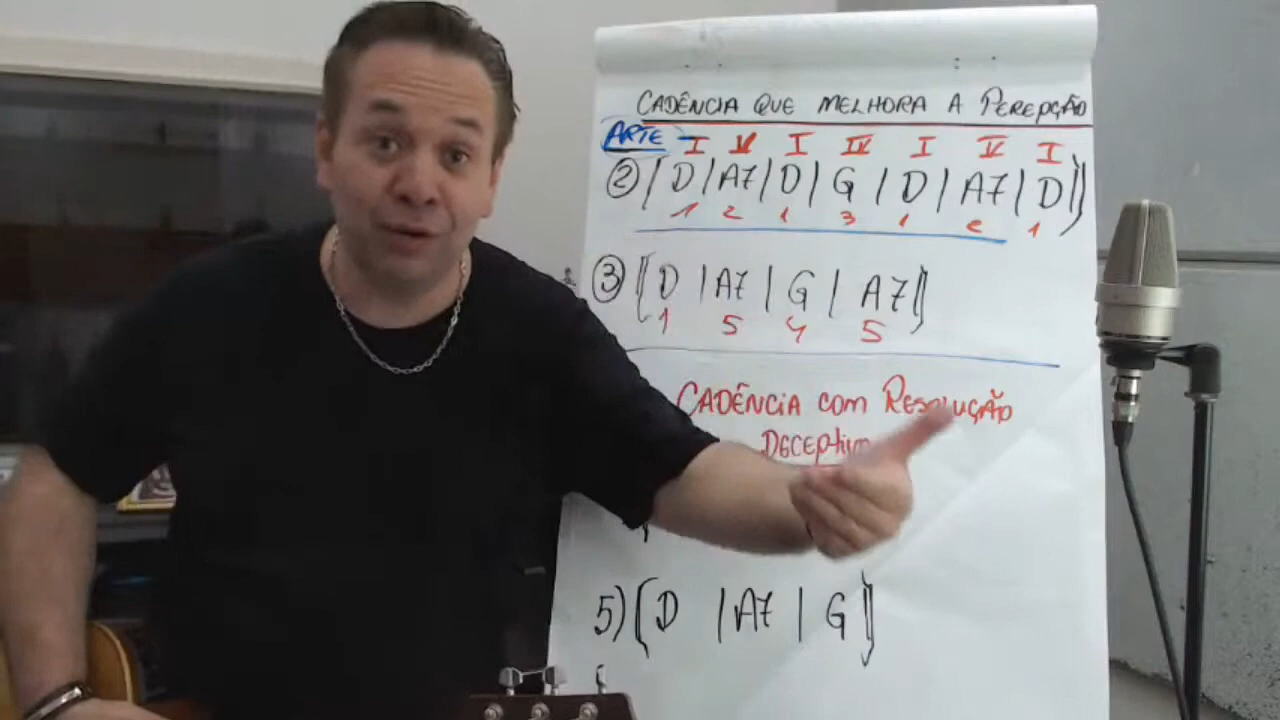 CADÊNCIA QUE MELHORA A PEREPÇÃO
ARTE I V I IV I V I
② | D | A7 | D | G | D | A7 | D ||
1 2 1 3 1 2 1
③ [ D | A7 | G | A7 ]
1 5 4 5
CADÊNCIA COM RESOLUÇÃO
5) [ D | A7 | G ]